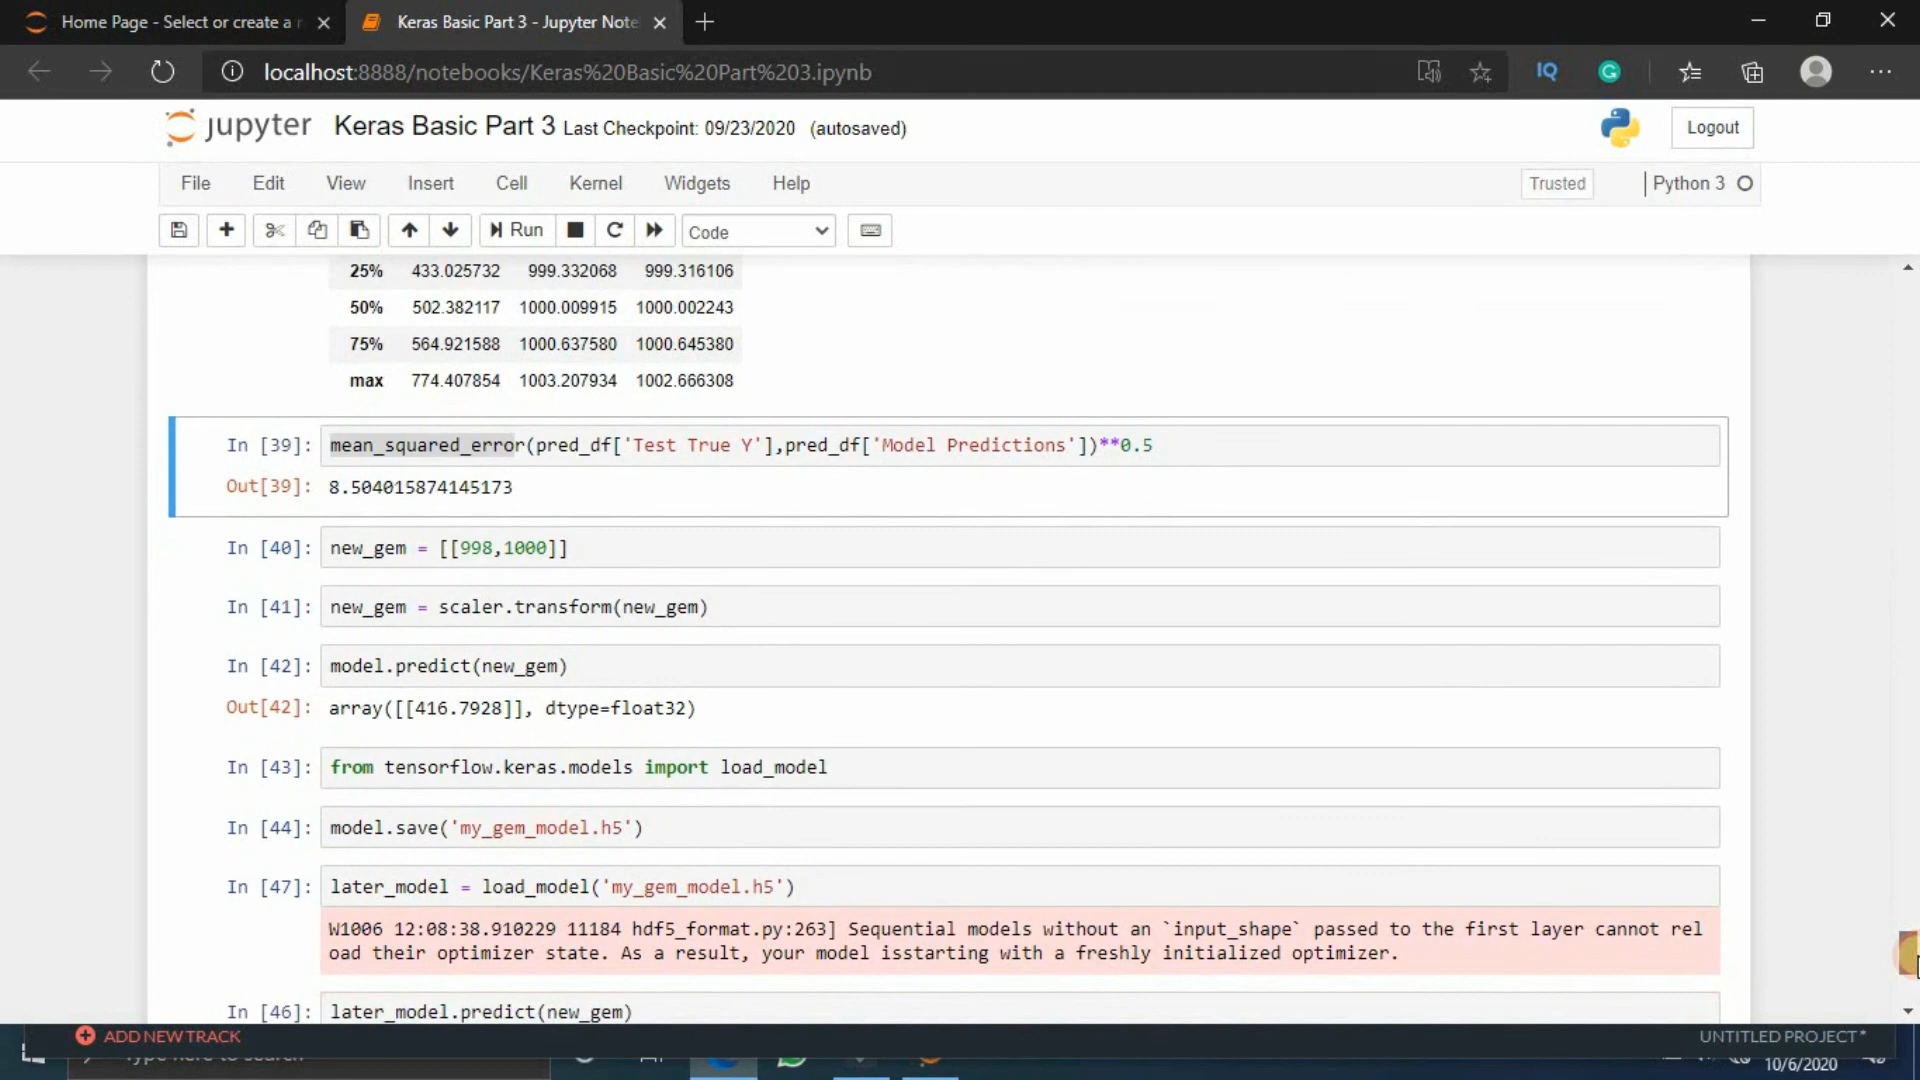 Home Page - Select or create a
Keras Basic Part 3 - Jupyter Note
localhost:8888/notebooks/Keras%20Basic%20Part%203.ipynb
IQ
G
jupyter Keras Basic Part 3 Last Checkpoint: 09/23/2020 (autosaved)
Logout
File Edit View Insert Cell Kernel Widgets Help
Trusted
Python 3
Run
Code
25% 433.025732 999.332068 999.316106
50% 502.382117 1000.009915 1000.002243
75% 564.921588 1000.637580 1000.645380
max 774.407854 1003.207934 1002.666308
In [39]: mean_squared_error(pred_df['Test True Y'],pred_df['Model Predictions'])**0.5
Out[39]: 8.504015874145173
In [40]: new_gem = [[998,1000]]
In [41]: new_gem = scaler.transform(new_gem)
In [42]: model.predict(new_gem)
Out[42]: array([[416.7928]], dtype=float32)
In [43]: from tensorflow.keras.models import load_model
In [44]: model.save('my_gem_model.h5')
In [47]: later_model = load_model('my_gem_model.h5')
W1006 12:08:38.910229 11184 hdf5_format.py:263] Sequential models without an `input_shape` passed to the first layer cannot rel
oad their optimizer state. As a result, your model isstarting with a freshly initialized optimizer.
In [46]: later_model.predict(new_gem)
ADD NEW TRACK
UNTITLED PROJECT*
Type here to search
10/6/2020